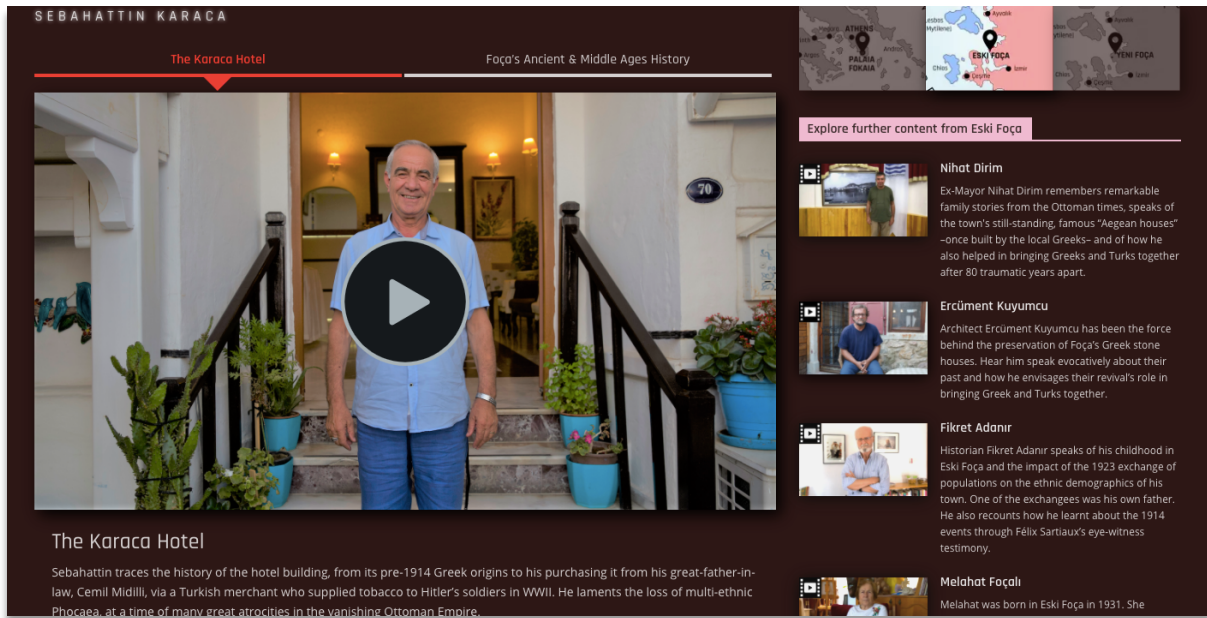 SEBAHATTIN KARACA
The Karaca Hotel
Foça's Ancient & Middle Ages History
70
The Karaca Hotel
Sebahattin traces the history of the hotel building, from its pre-1914 Greek origins to his purchasing it from his great-father-in-
law, Cemil Midilli, via a Turkish merchant who supplied tobacco to Hitler's soldiers in WWII. He laments the loss of multi-ethnic
Phocaea, at a time of many great atrocities in the vanishing Ottoman Empire.
ATHENS
Andros
Argos
PALAIA
FOKAIA
Lesbos
Mytilene)
Ayvalık
ESKI FOÇA
Chios
Izmir
Çeşme
Ayvalık
YENI FOÇA
Chios
Izmir
Çeşme
Explore further content from Eski Foça
Nihat Dirim
Ex-Mayor Nihat Dirim remembers remarkable
family stories from the Ottoman times, speaks of
the town's still-standing, famous “Aegean houses”
–once built by the local Greeks– and of how he
also helped in bringing Greeks and Turks together
after 80 traumatic years apart.
Ercüment Kuyumcu
Architect Ercüment Kuyumcu has been the force
behind the preservation of Foça's Greek stone
houses. Hear him speak evocatively about their
past and how he envisages their revival's role in
bringing Greek and Turks together.
Fikret Adanır
Historian Fikret Adanır speaks of his childhood in
Eski Foça and the impact of the 1923 exchange of
populations on the ethnic demographics of his
town. One of the exchangees was his own father.
He also recounts how he learnt about the 1914
events through Félix Sartiaux's eye-witness
testimony.
Melahat Foçalı
Melahat was born in Eski Foça in 1931. She